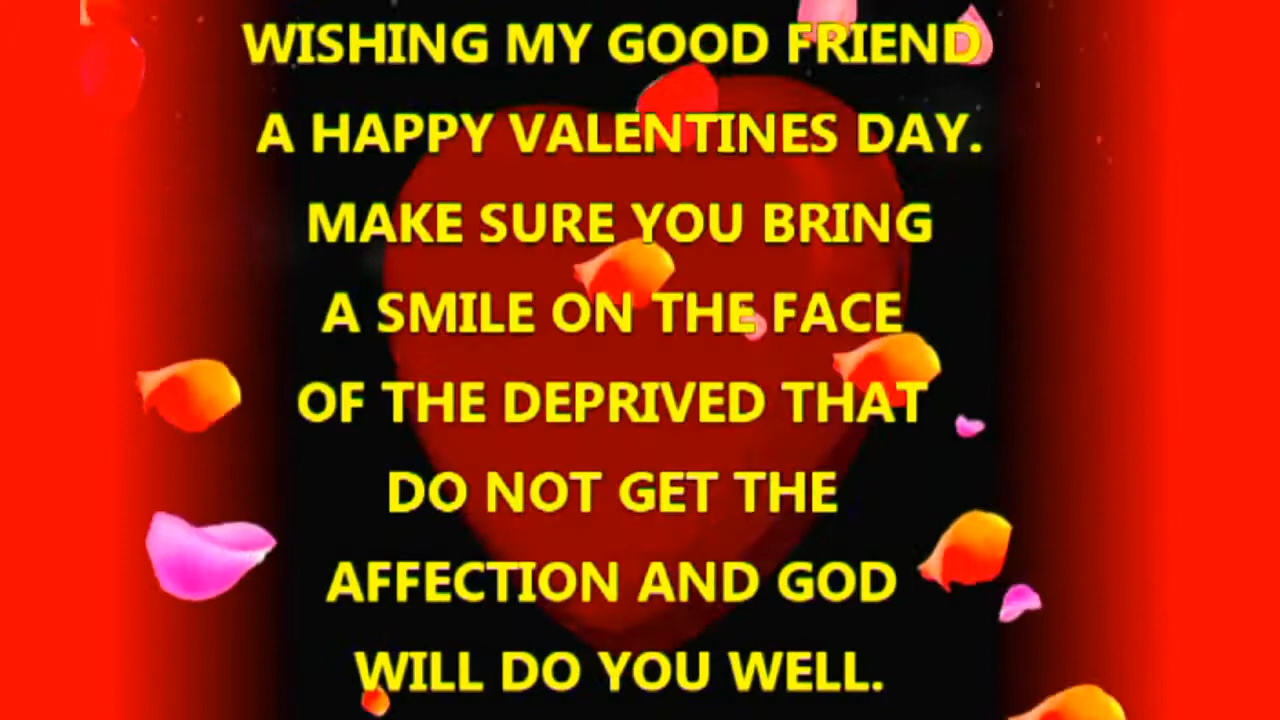 WISHING MY GOOD FRIEND
A HAPPY VALENTINES DAY.
MAKE SURE YOU BRING
A SMILE ON THE FACE
OF THE DEPRIVED THAT
DO NOT GET THE
AFFECTION AND GOD
WILL DO YOU WELL.